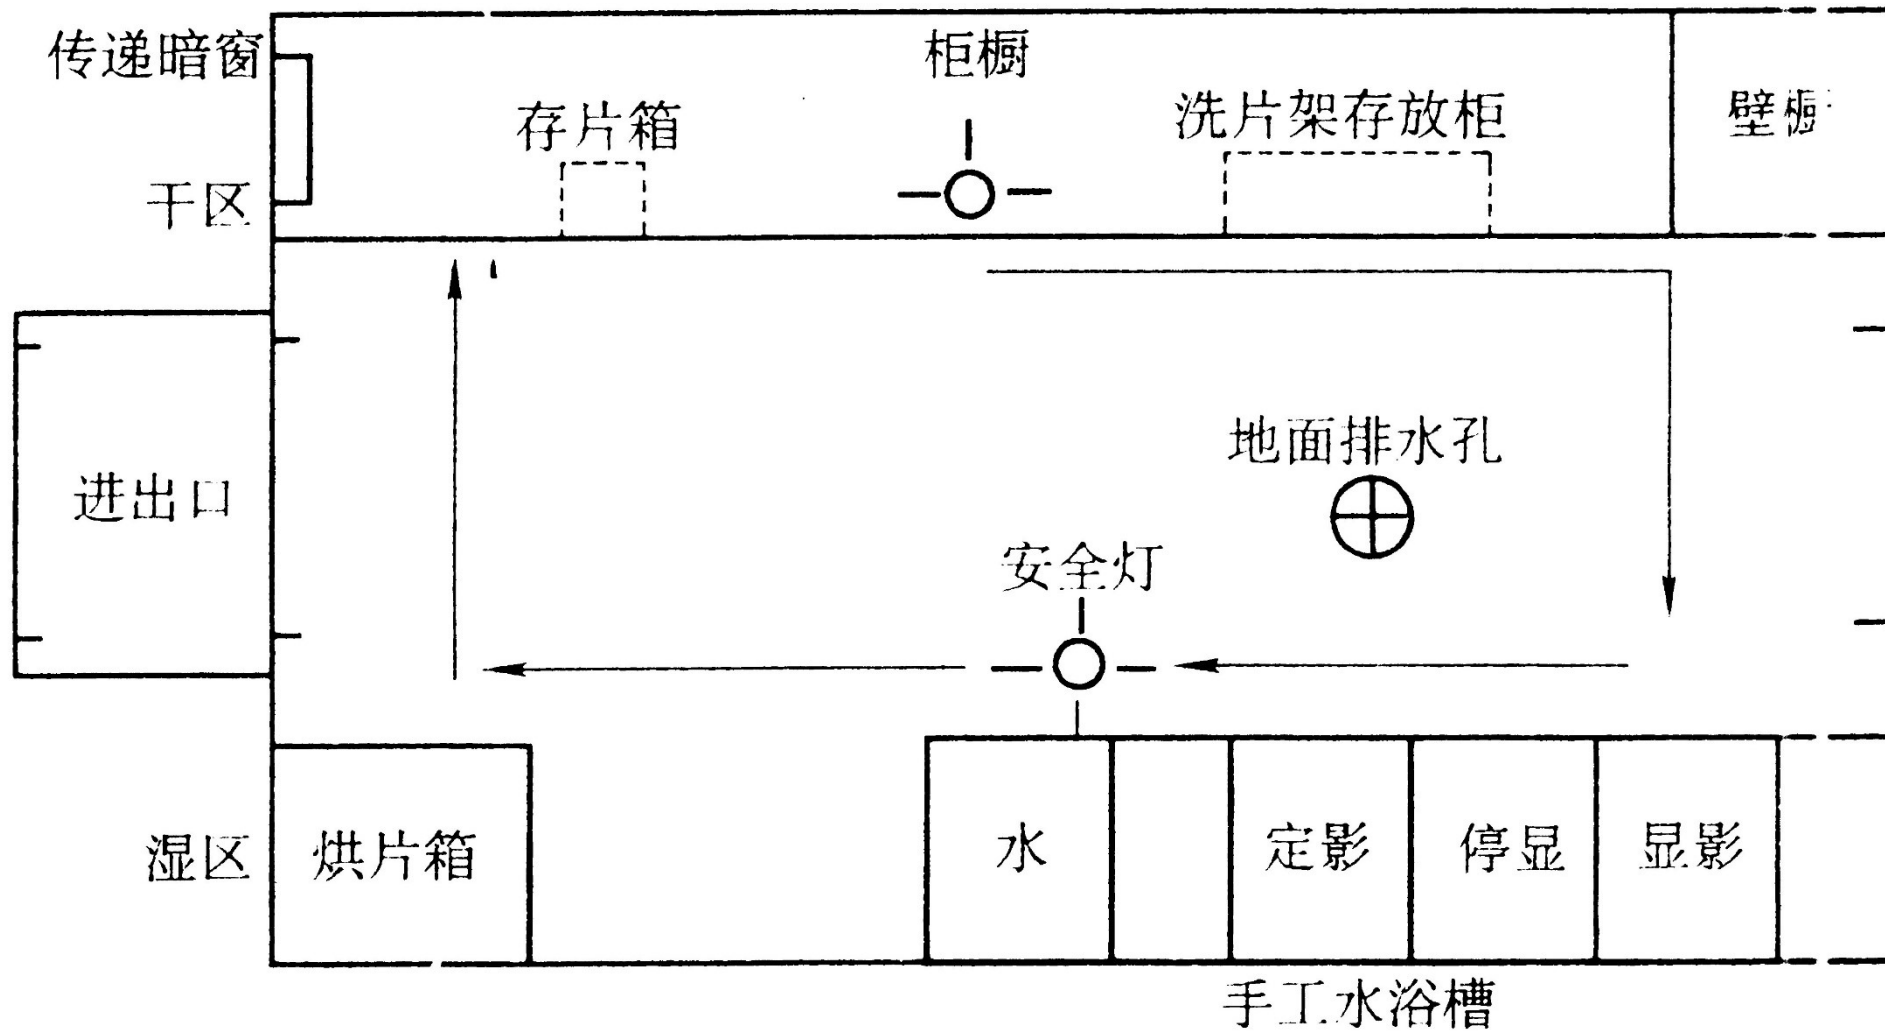 传递暗窗
柜橱
存片箱
洗片架存放柜
壁橱
干区
地面排水孔
进出口
安全灯
湿区
烘片箱
水
定影
停显
显影
手工水浴槽